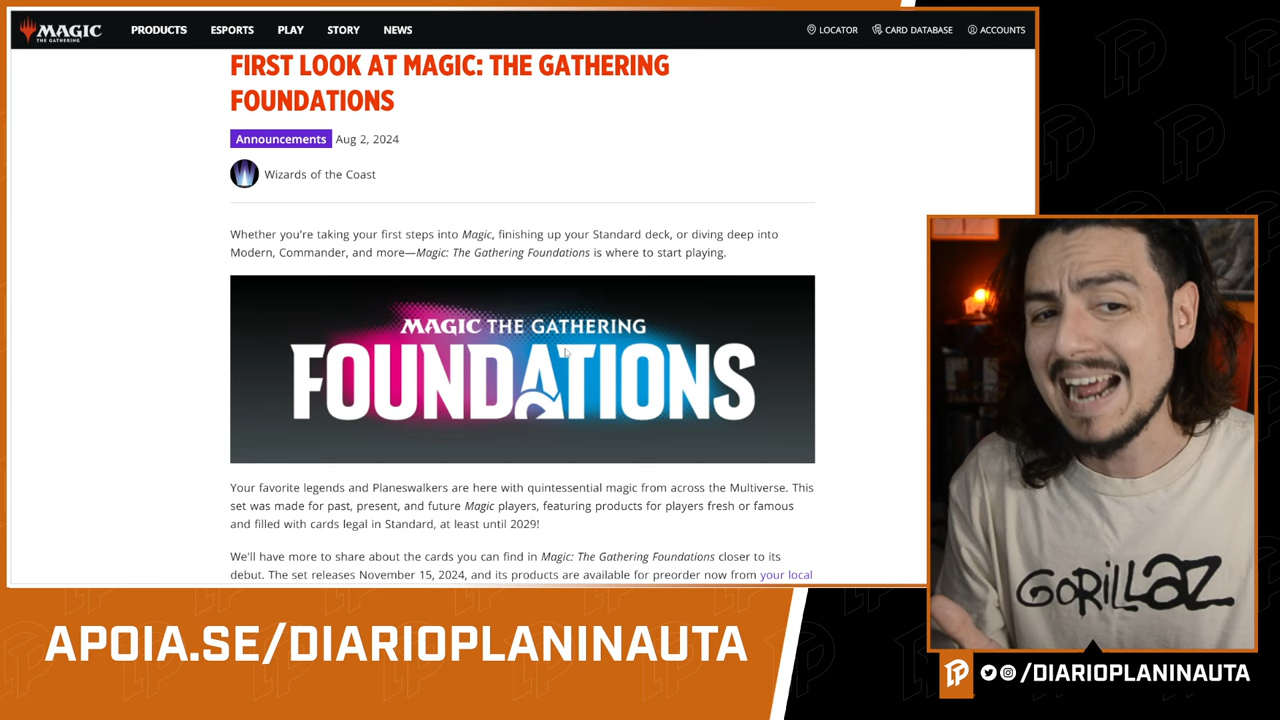 MAGIC
THE GATHERING
PRODUCTS
ESPORTS
PLAY
STORY
NEWS
LOCATOR
CARD DATABASE
ACCOUNTS
FIRST LOOK AT MAGIC: THE GATHERING
FOUNDATIONS
Announcements Aug 2, 2024
Wizards of the Coast
Whether you're taking your first steps into Magic, finishing up your Standard deck, or diving deep into
Modern, Commander, and more—Magic: The Gathering Foundations is where to start playing.
MAGIC THE GATHERING
FOUNDATIONS
Your favorite legends and Planeswalkers are here with quintessential magic from across the Multiverse. This
set was made for past, present, and future Magic players, featuring products for players fresh or famous
and filled with cards legal in Standard, at least until 2029!
We'll have more to share about the cards you can find in Magic: The Gathering Foundations closer to its
debut. The set releases November 15, 2024, and its products are available for preorder now from your local
GORILLAZ
APOIA.SE/DIARIOPLANINAUTA
/DIARIOPLANINAUTA